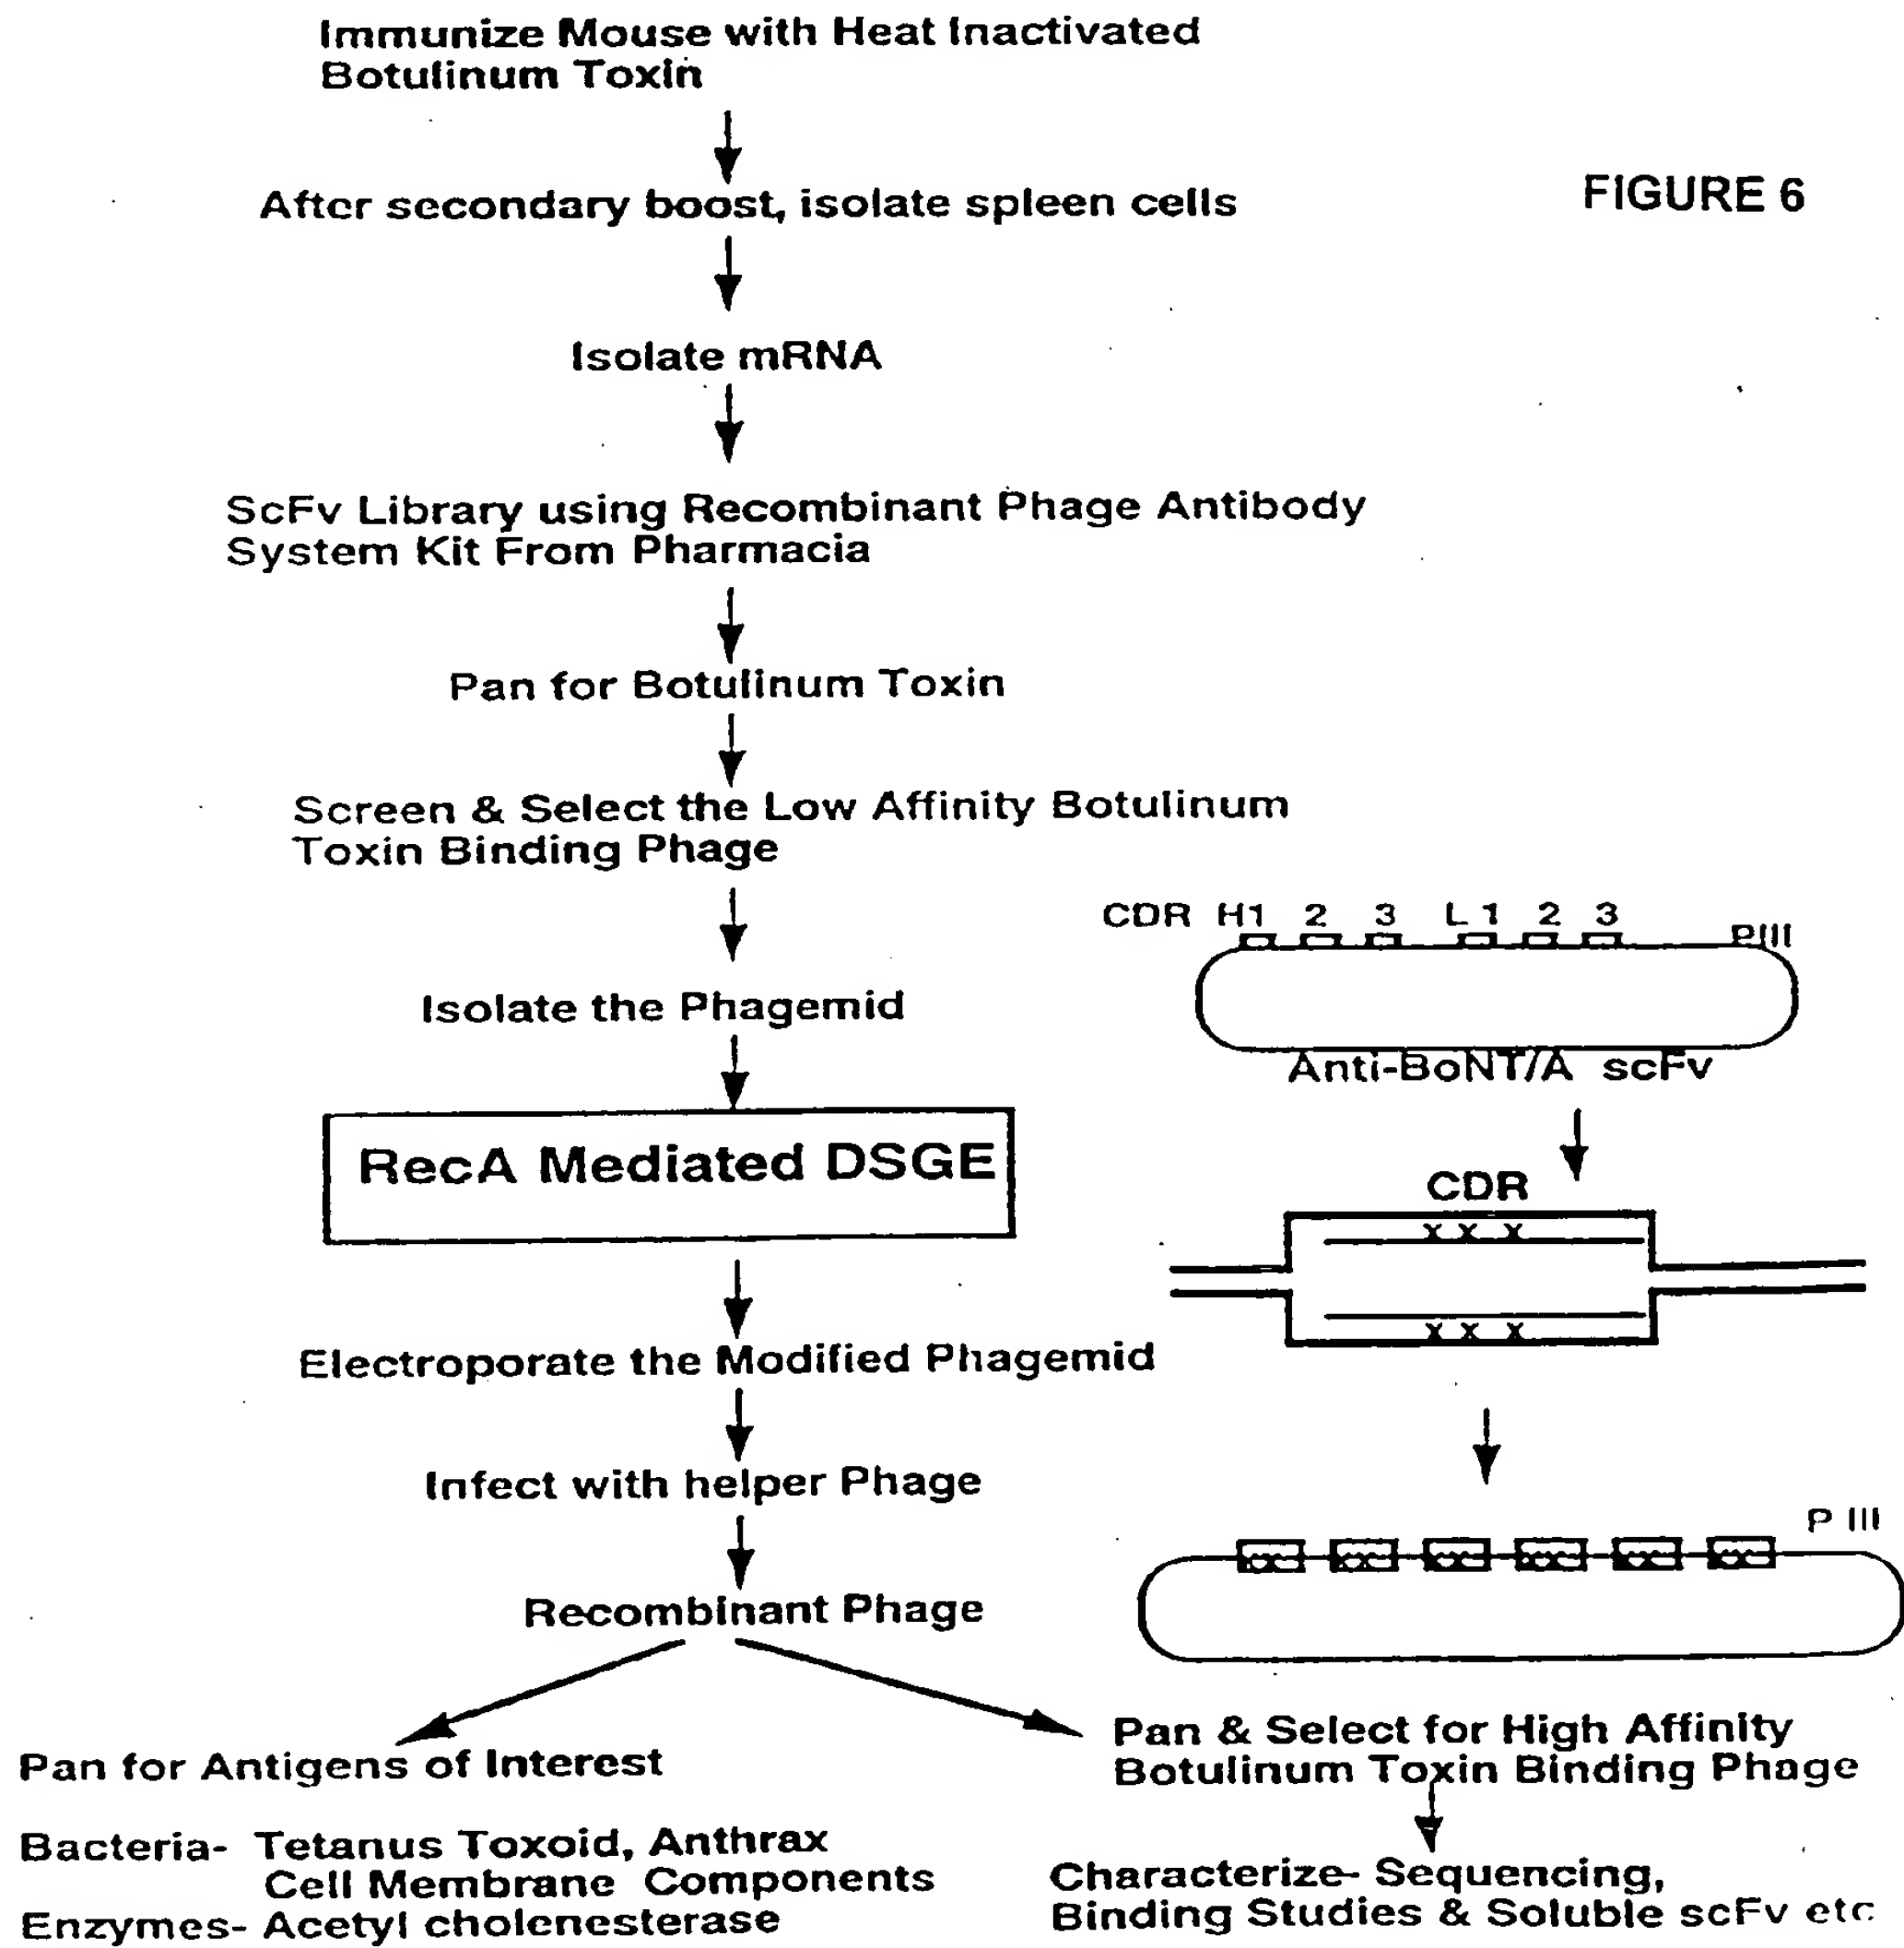 Immunize Mouse with Heat Inactivated
Botulinum Toxin
After secondary boost, isolate spleen cells
FIGURE 6
Isolate mRNA
ScFv Library using Recombinant Phage Antibody
System Kit From Pharmacia
Pan for Botulinum Toxin
Screen & Select the Low Affinity Botulinum
Toxin Binding Phage
CDR H1 2 3 L1 2 3
PIII
Isolate the Phagemid
Anti-BoNT/A scFv
RecA Mediated DSGE
CDR
x x x
x x x
Electroporate the Modified Phagemid
Infect with helper Phage
P III
Recombinant Phage
Pan for Antigens of Interest
Bacteria- Tetanus Toxoid, Anthrax
Cell Membrane Components
Enzymes- Acetyl cholenesterase
Pan & Select for High Affinity
Botulinum Toxin Binding Phage
Characterize- Sequencing,
Binding Studies & Soluble scFv etc